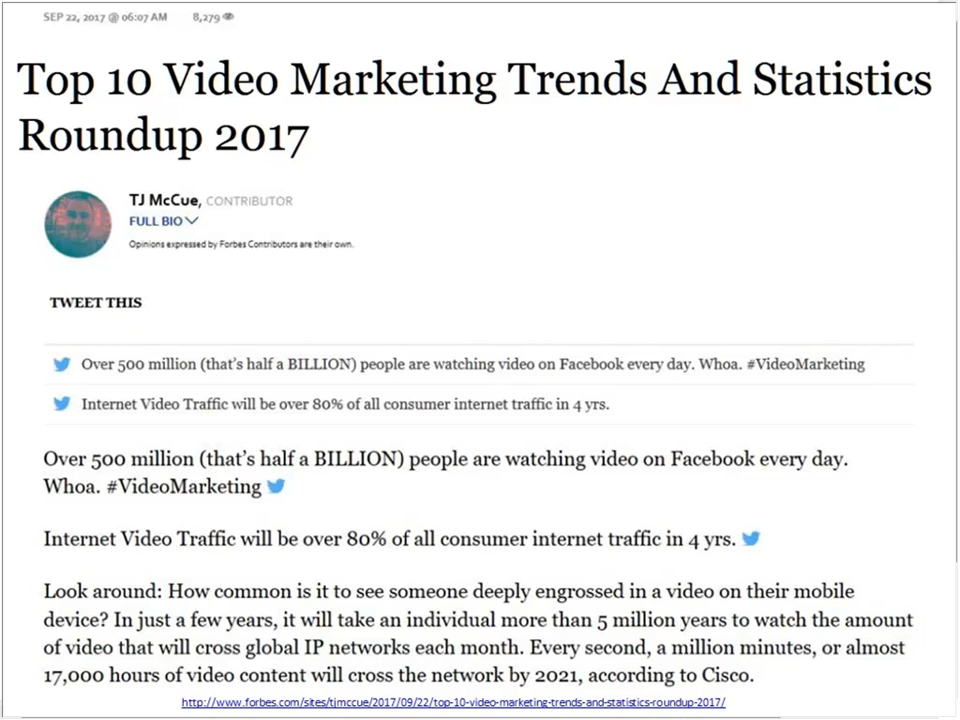 SEP 22, 2017 @ 06:07 AM 8,279
Top 10 Video Marketing Trends And Statistics
Roundup 2017
TJ McCue, CONTRIBUTOR
FULL BIO
Opinions expressed by Forbes Contributors are their own.
TWEET THIS
Over 500 million (that's half a BILLION) people are watching video on Facebook every day. Whoa. #VideoMarketing
Internet Video Traffic will be over 80% of all consumer internet traffic in 4 yrs.
Over 500 million (that's half a BILLION) people are watching video on Facebook every day.
Whoa. #VideoMarketing
Internet Video Traffic will be over 80% of all consumer internet traffic in 4 yrs.
Look around: How common is it to see someone deeply engrossed in a video on their mobile
device? In just a few years, it will take an individual more than 5 million years to watch the amount
of video that will cross global IP networks each month. Every second, a million minutes, or almost
17,000 hours of video content will cross the network by 2021, according to Cisco.
http://www.forbes.com/sites/tjmccue/2017/09/22/top-10-video-marketing-trends-and-statistics-roundup-2017/